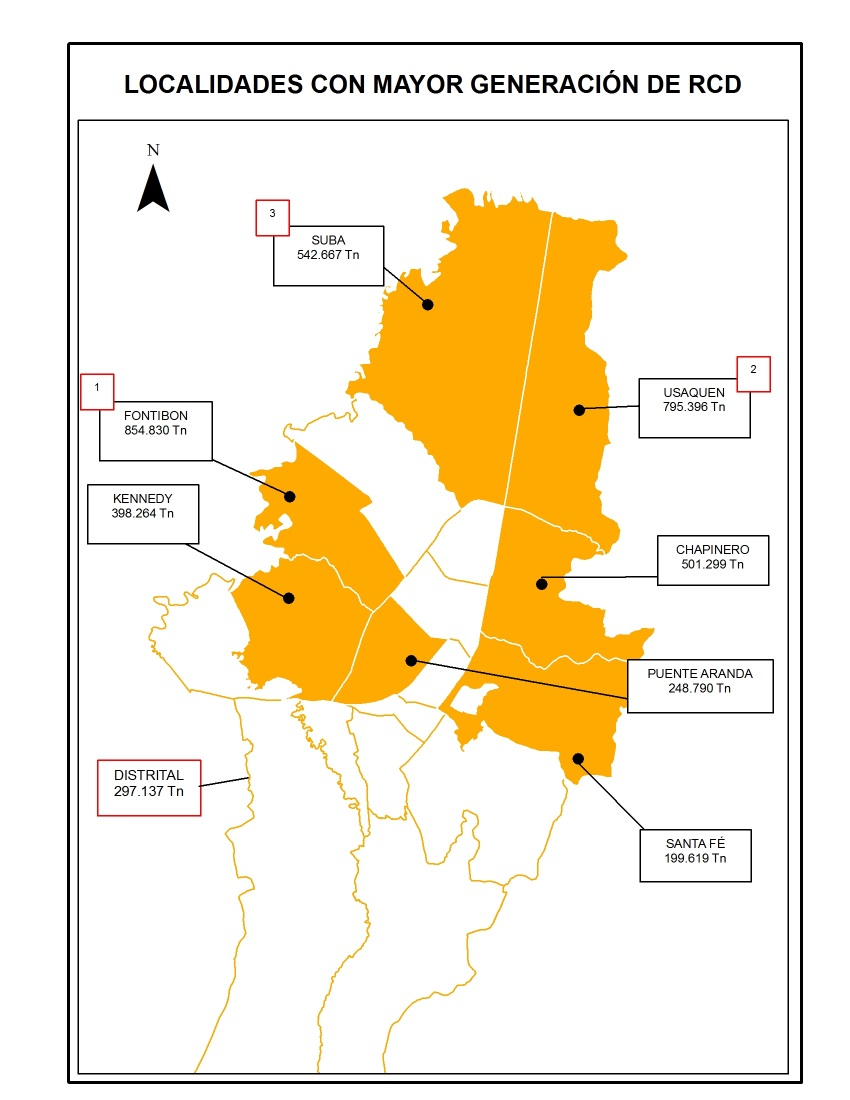 LOCALIDADES CON MAYOR GENERACIÓN DE RCD
N
3
SUBA
542.667 Tn
2
USAQUEN
795.396 Tn
1
FONTIBON
854.830 Tn
KENNEDY
398.264 Tn
CHAPINERO
501.299 Tn
PUENTE ARANDA
248.790 Tn
DISTRITAL
297.137 Tn
SANTA FÉ
199.619 Tn